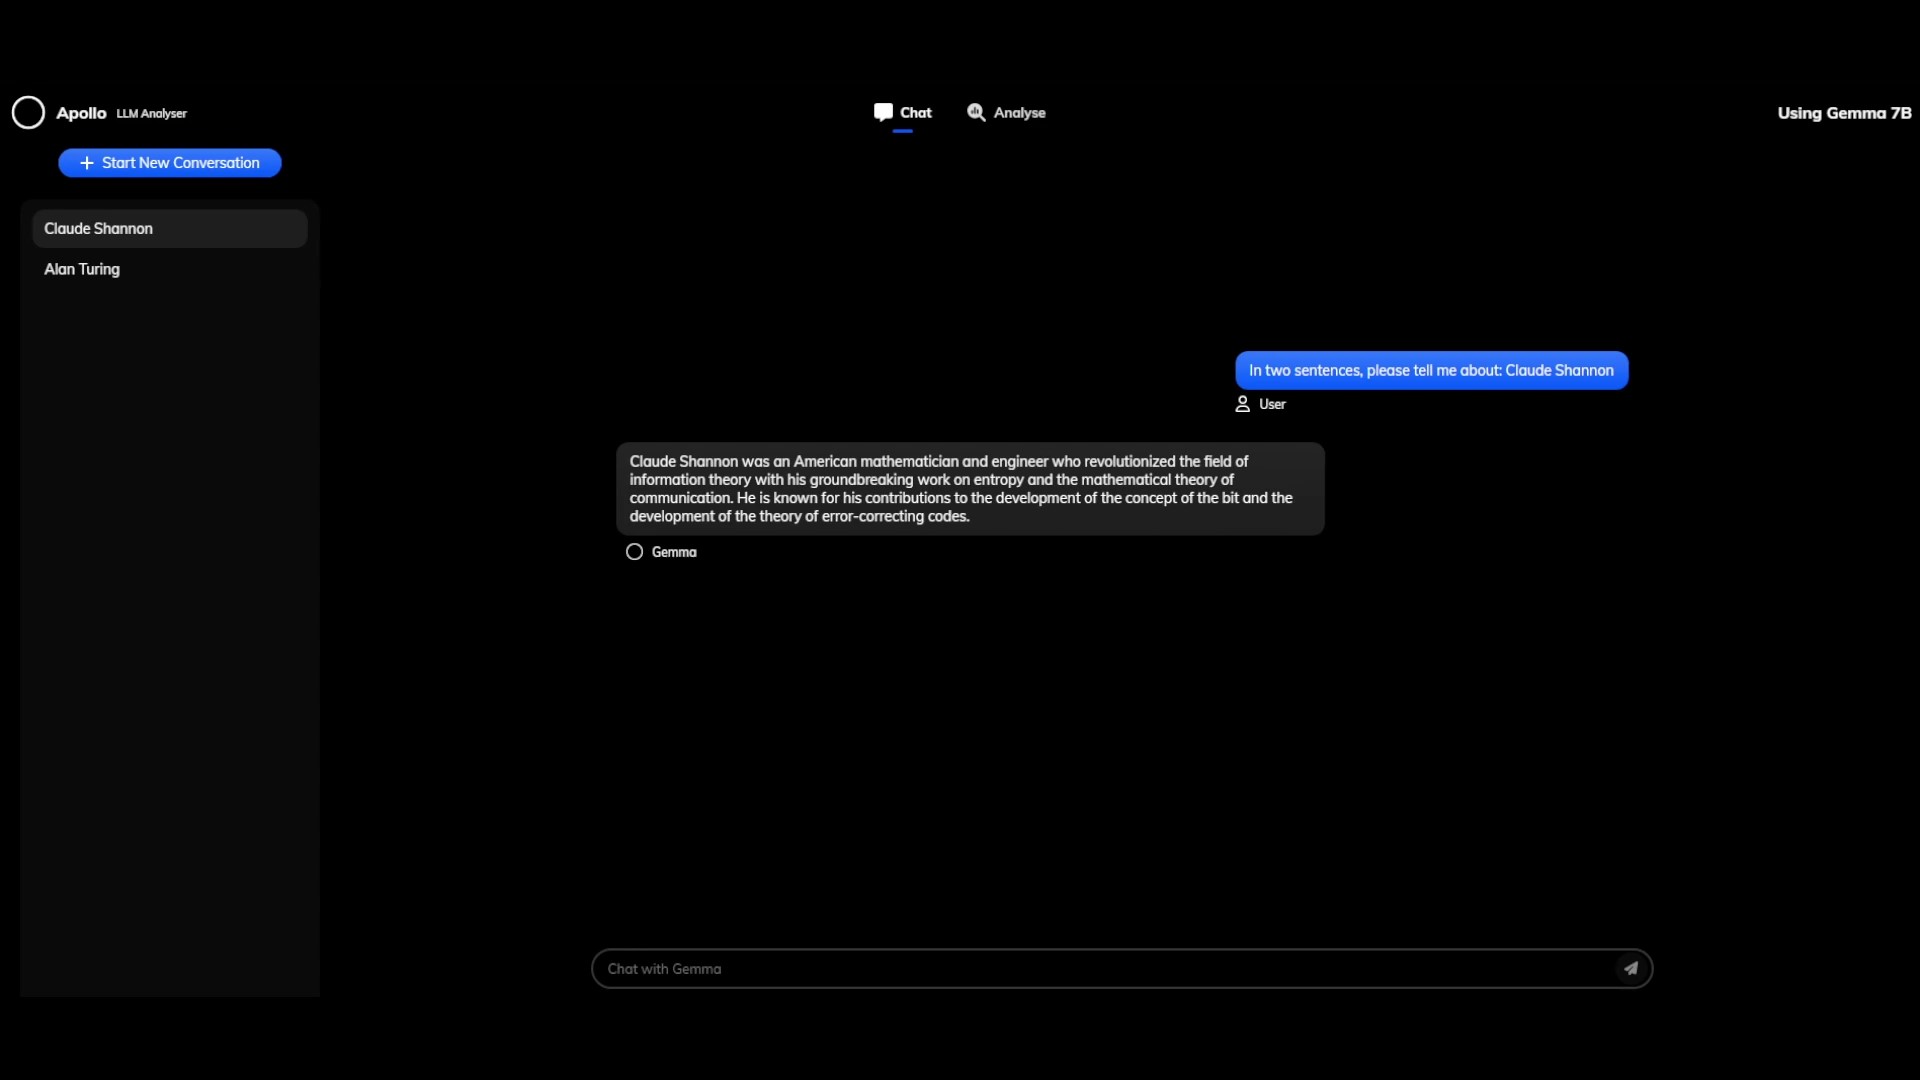 Apollo LLM Analyser
Chat
Analyse
Using Gemma 7B
+ Start New Conversation
Claude Shannon
Alan Turing
In two sentences, please tell me about: Claude Shannon
User
Claude Shannon was an American mathematician and engineer who revolutionized the field of
information theory with his groundbreaking work on entropy and the mathematical theory of
communication. He is known for his contributions to the development of the concept of the bit and the
development of the theory of error-correcting codes.
Gemma
Chat with Gemma